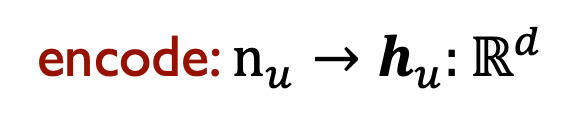 encode: n_u → h_u: ℝ^d